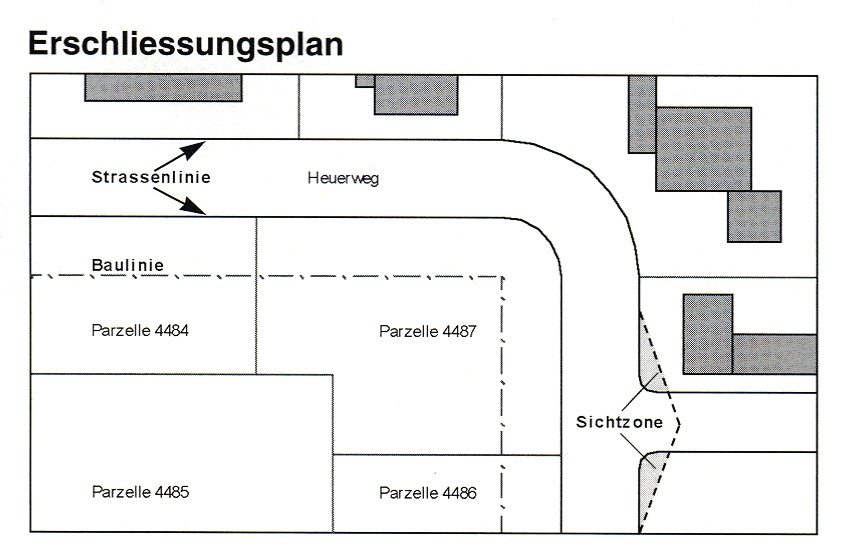 Erschliessungsplan
Strassenlinie
Heuerweg
Baulinie
Parzelle 4484
Parzelle 4487
Sichtzone
Parzelle 4485
Parzelle 4486